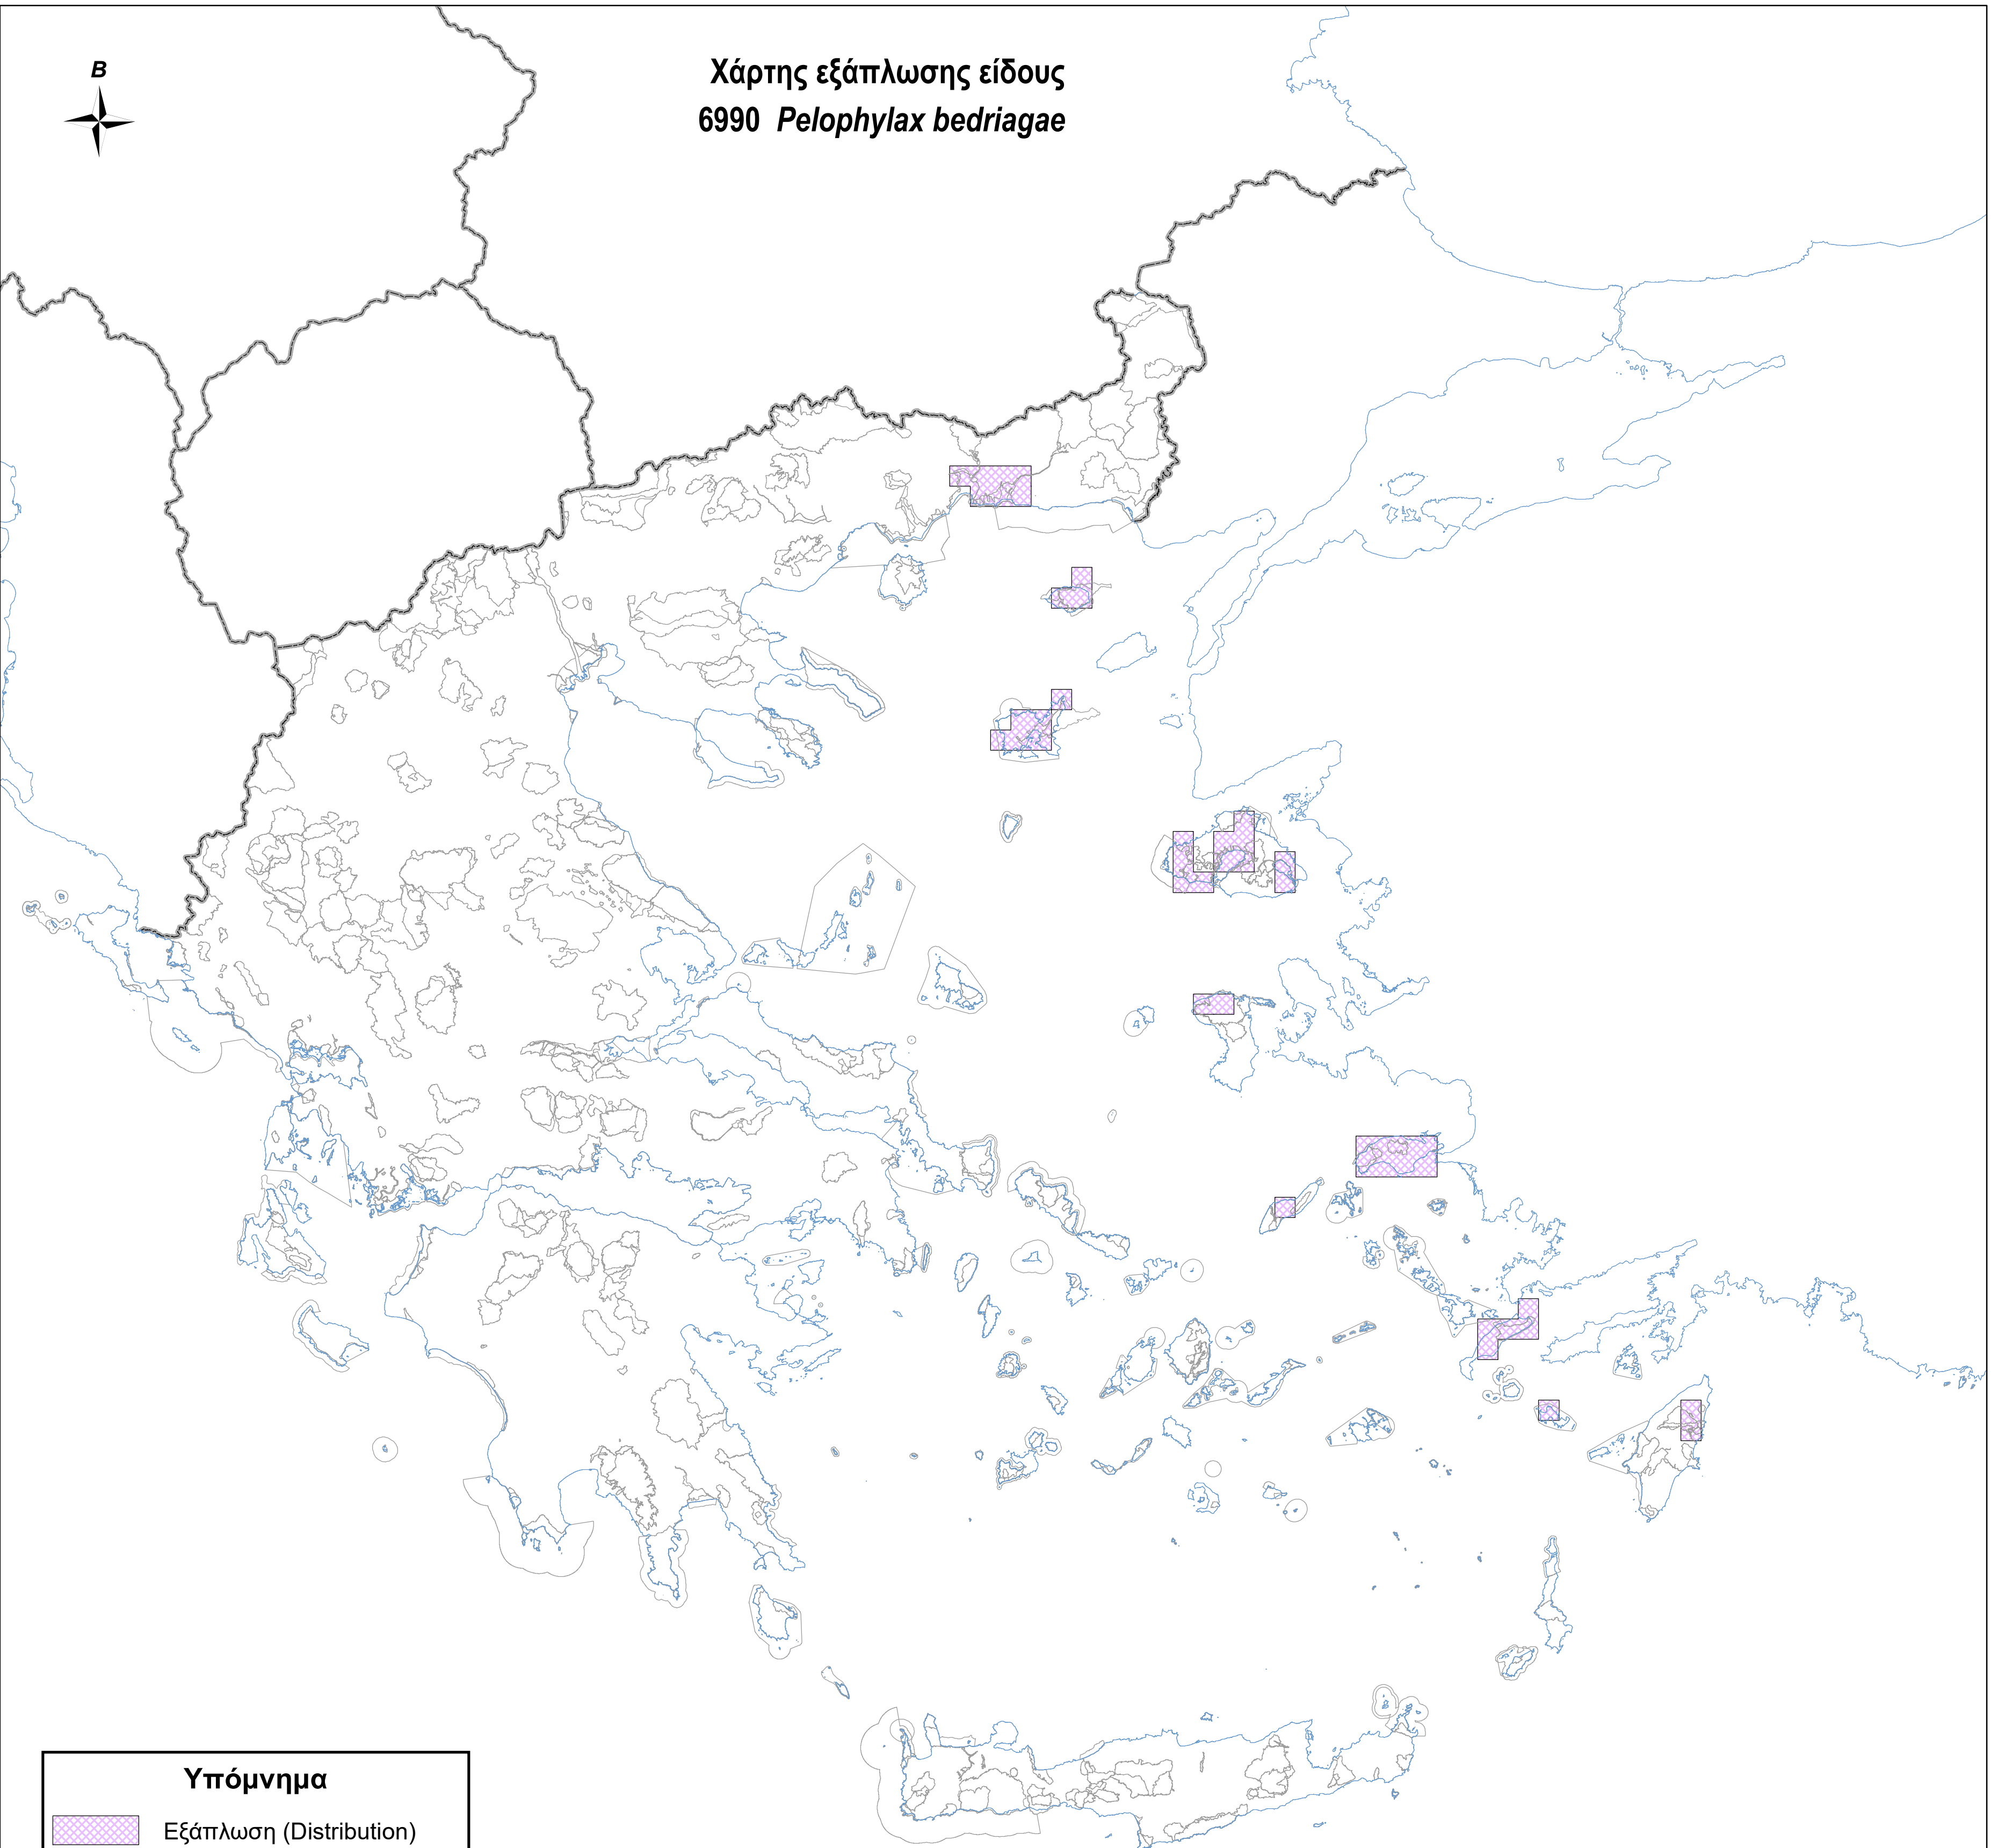 B
Χάρτης εξάπλωσης είδους
6990 Pelophylax bedriagae
Υπόμνημα
Εξάπλωση (Distribution)